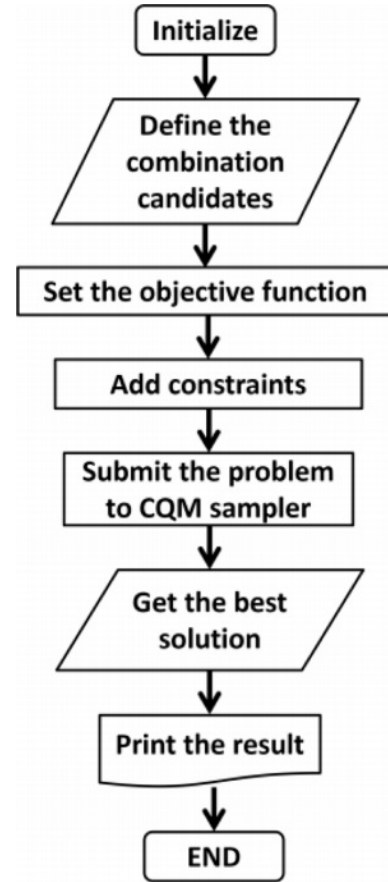 Initialize
Define the
combination
candidates
Set the objective function
Add constraints
Submit the problem
to CQM sampler
Get the best
solution
Print the result
END